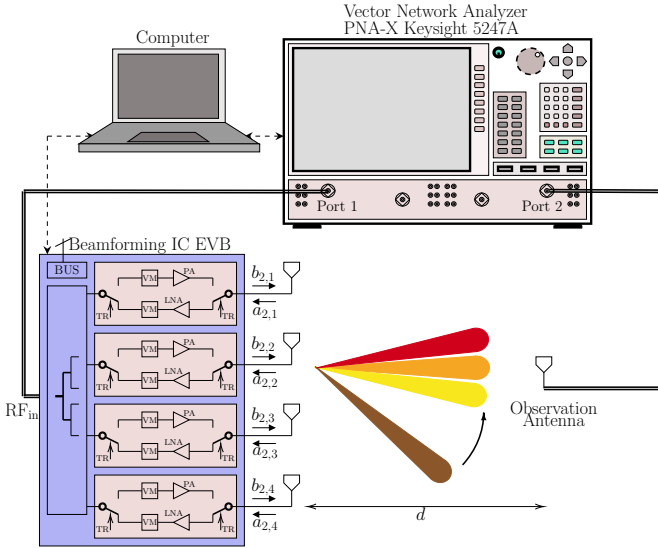 Vector Network Analyzer
PNA-X Keysight 5247A
Computer
Port 1
Port 2
Beamforming IC EVB
BUS
VM
PA
VM
LNA
TR
TR
b2,1
a2,1
VM
PA
VM
LNA
TR
TR
b2,2
a2,2
VM
PA
VM
LNA
TR
TR
b2,3
a2,3
VM
PA
VM
LNA
TR
TR
b2,4
a2,4
RFin
Observation
Antenna
d